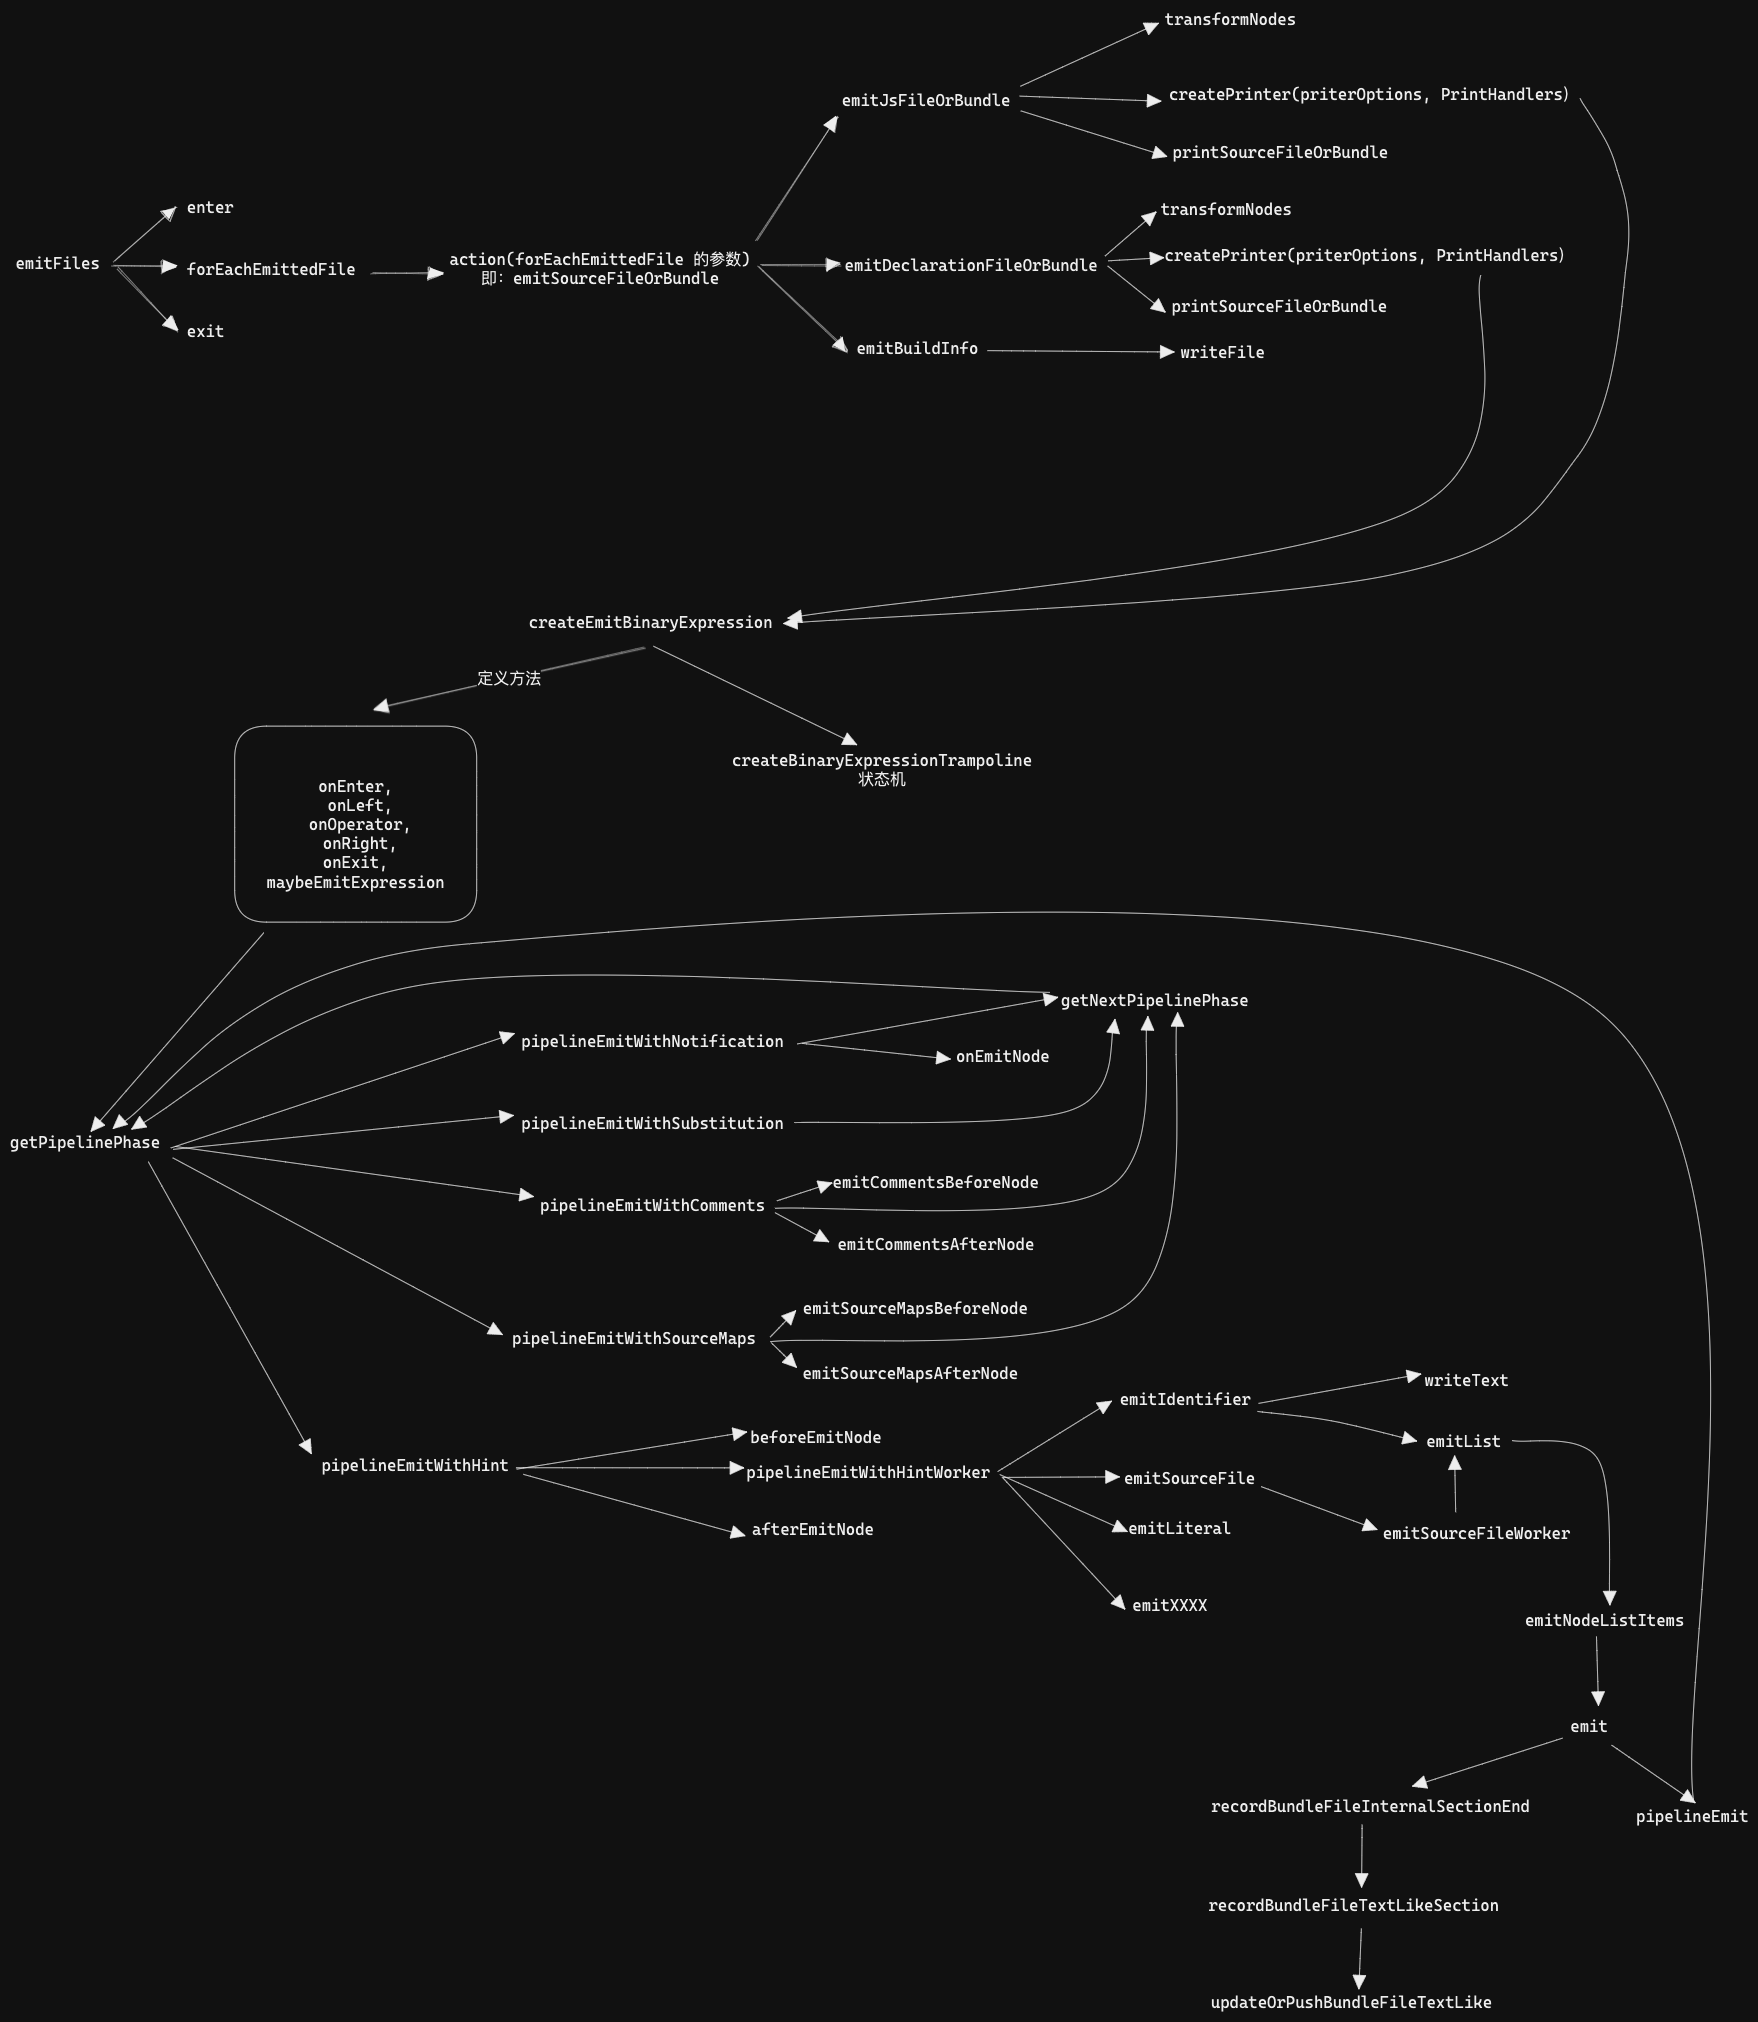 transformNodes
emitJsFileOrBundle
createPrinter(priterOptions, PrintHandlers)
printSourceFileOrBundle
enter
emitFiles
forEachEmittedFile
exit
action(forEachEmittedFile 的参数)
即: emitSourceFileOrBundle
transformNodes
emitDeclarationFileOrBundle
createPrinter(priterOptions, PrintHandlers)
printSourceFileOrBundle
emitBuildInfo
writeFile
createEmitBinaryExpression
定义方法
createBinaryExpressionTrampoline
状态机
onEnter,
onLeft,
onOperator,
onRight,
onExit,
maybeEmitExpression
getNextPipelinePhase
pipelineEmitWithNotification
onEmitNode
pipelineEmitWithSubstitution
getPipelinePhase
emitCommentsBeforeNode
pipelineEmitWithComments
emitCommentsAfterNode
emitSourceMapsBeforeNode
pipelineEmitWithSourceMaps
emitSourceMapsAfterNode
writeText
emitIdentifier
beforeEmitNode
emitList
pipelineEmitWithHint
pipelineEmitWithHintWorker
emitSourceFile
afterEmitNode
emitLiteral
emitSourceFileWorker
emitXXXX
emitNodeListItems
emit
recordBundleFileInternalSectionEnd
pipelineEmit
recordBundleFileTextLikeSection
updateOrPushBundleFileTextLike